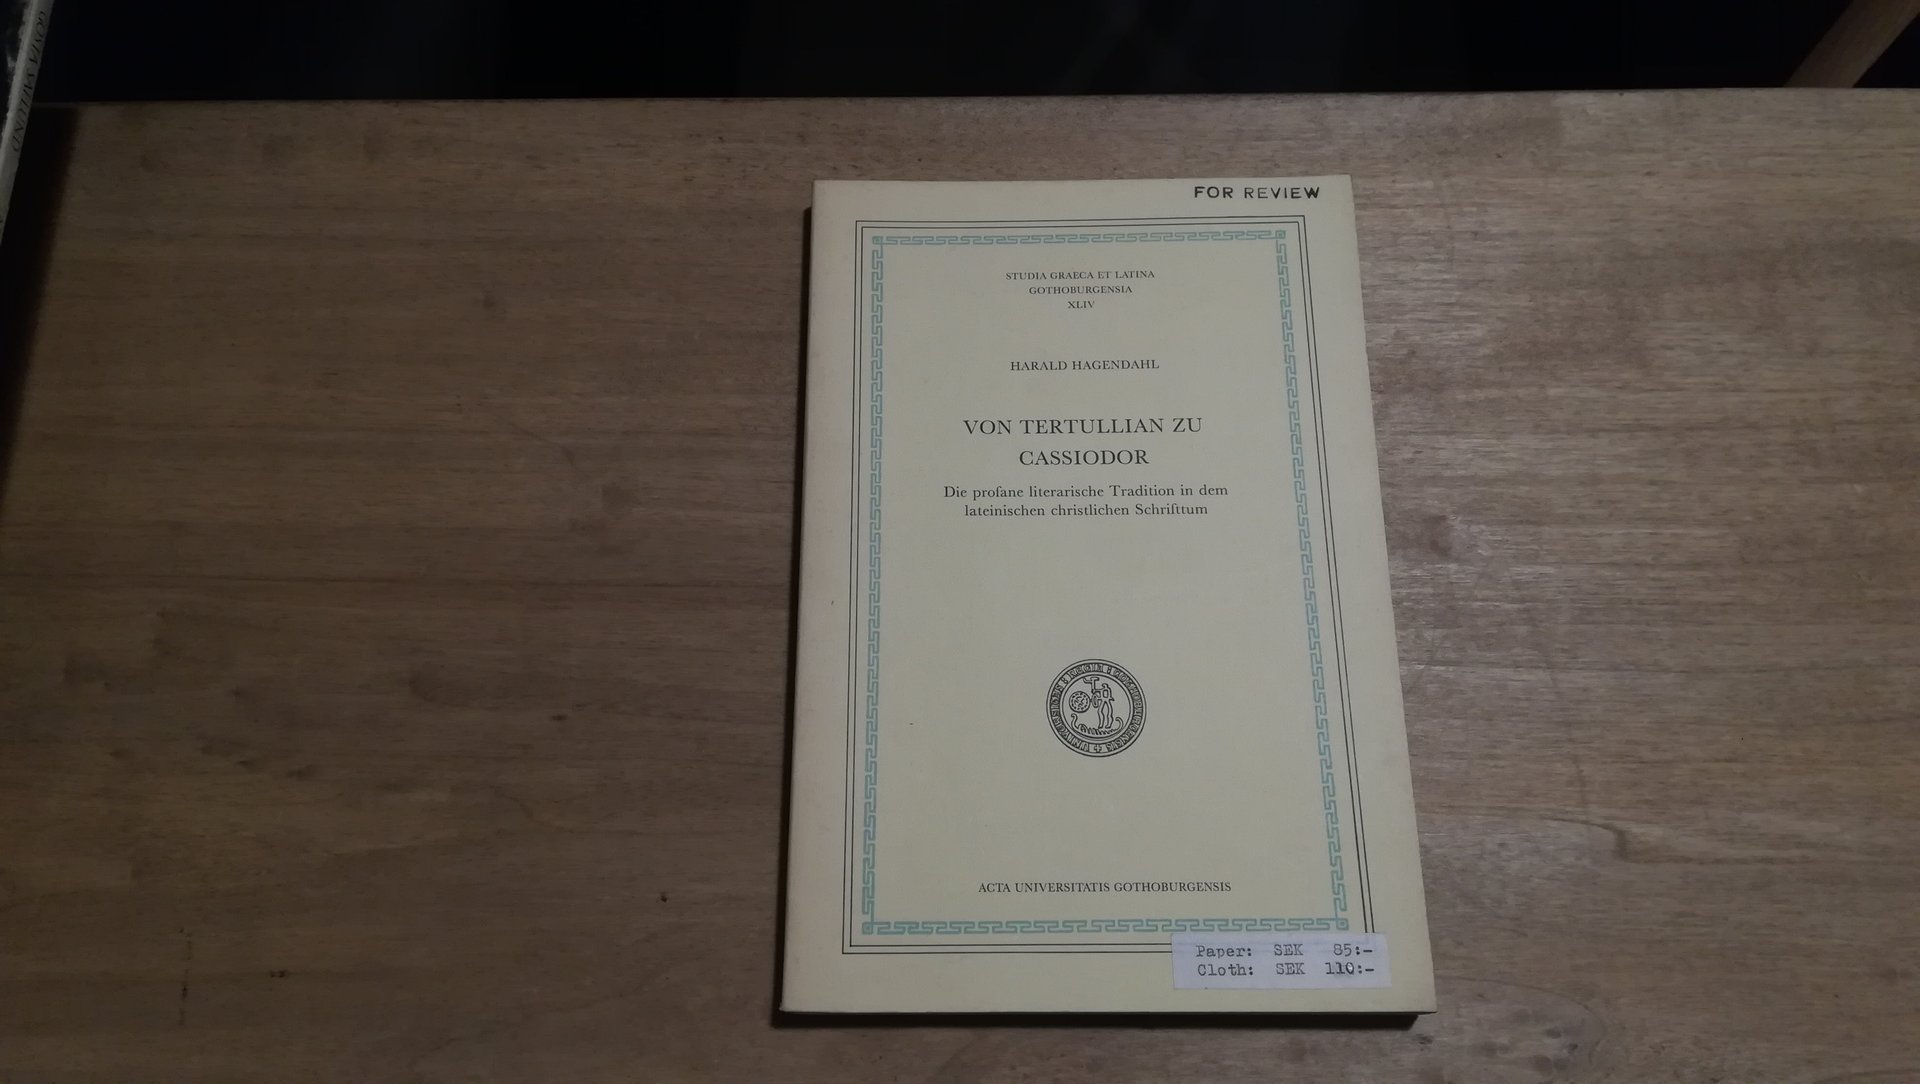 FOR REVIEW
STUDIA GRAECA ET LATINA
GOTHOBURGENSIA
XLIV
HARALD HAGENDAHL
VON TERTULLIAN ZU
CASSIODOR
Die profane literarische Tradition in dem
lateinischen christlichen Schrifttum
ACTA UNIVERSITATIS GOTHOBURGENSIS
Paper: SEK 85:-
Cloth: SEK 110:-